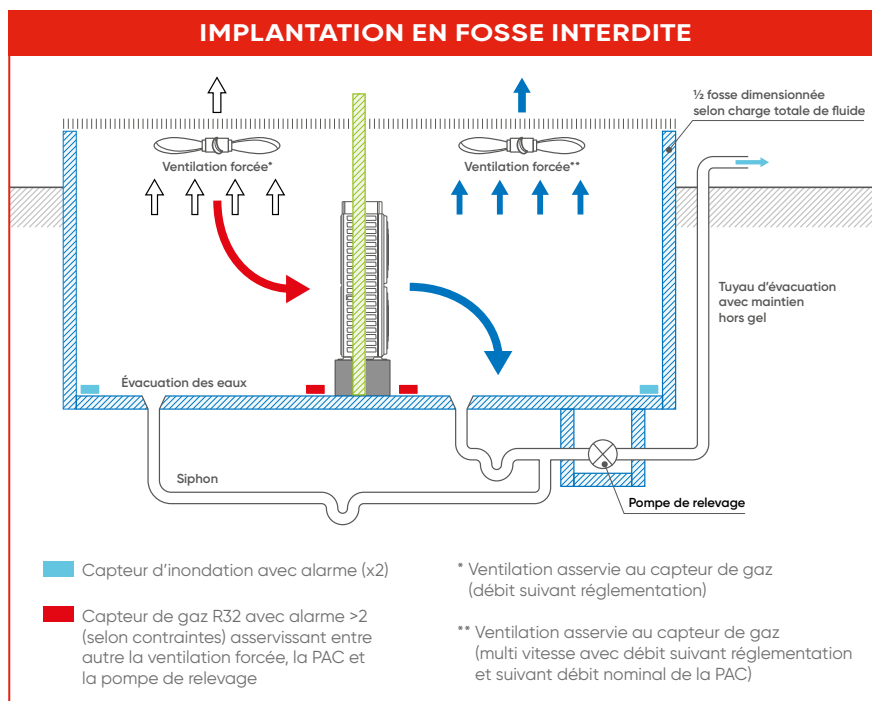 IMPLANTATION EN FOSSE INTERDITE
½ fosse dimensionnée
selon charge totale de fluide
Ventilation forcée*
Ventilation forcée**
Tuyau d'évacuation
avec maintien
hors gel
Évacuation des eaux
Siphon
Pompe de relevage
Capteur d'inondation avec alarme (x2)
Capteur de gaz R32 avec alarme >2
(selon contraintes) asservissant entre
autre la ventilation forcée, la PAC et
la pompe de relevage
* Ventilation asservie au capteur de gaz
(débit suivant réglementation)
** Ventilation asservie au capteur de gaz
(multi vitesse avec débit suivant réglementation
et suivant débit nominal de la PAC)